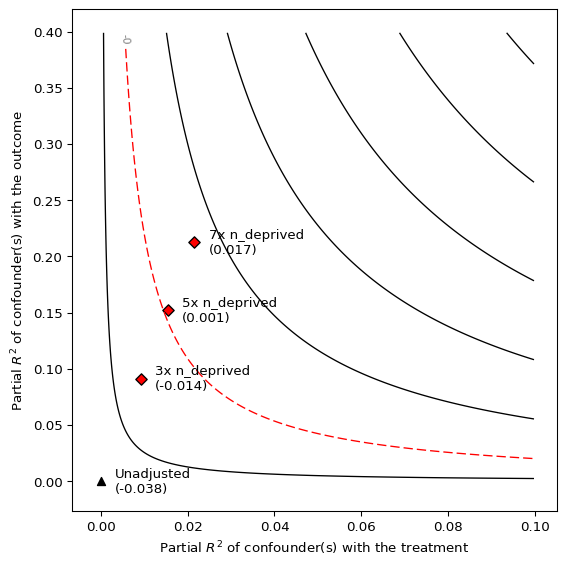 0
7x n_deprived
(0.017)
5x n_deprived
(0.001)
3x n_deprived
(-0.014)
Unadjusted
(-0.038)
0.40
0.35
0.30
0.25
0.20
0.15
0.10
0.05
0.00
Partial R² of confounder(s) with the outcome
0.00 0.02 0.04 0.06 0.08 0.10
Partial R² of confounder(s) with the treatment